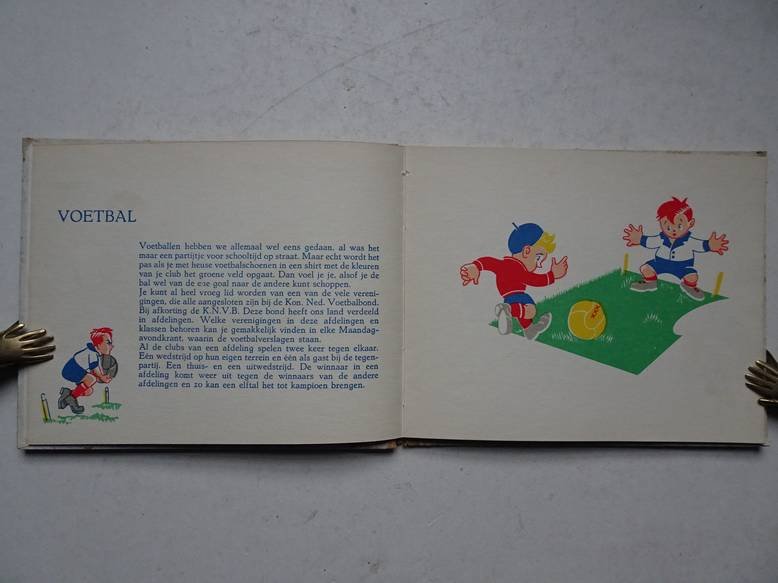 VOETBAL
Voetballen hebben we allemaal wel eens gedaan, al was het
maar een partijtje voor schooltijd op straat. Maar echt wordt het
pas als je met heuse voetbalschoenen in een shirt met de kleuren
van je club het groene veld opgaat. Dan voel je je, alsof je de
bal wel van de ene goal naar de andere kunt schoppen.
Je kunt al heel vroeg lid worden van een van de vele vereni-
gingen, die alle aangesloten zijn bij de Kon. Ned. Voetbalbond.
Bij afkorting de K.N.V.B. Deze bond heeft ons land verdeeld
in afdelingen. Welke verenigingen in deze afdelingen en
klassen behoren kan je gemakkelijk vinden in elke Maandag-
avondkrant, waarin de voetbalverslagen staan.
Al de clubs van een afdeling spelen twee keer tegen elkaar.
Eén wedstrijd op hun eigen terrein en één als gast bij de tegen-
partij. Een thuis- en een uitwedstrijd. De winnaar in een
afdeling komt weer uit tegen de winnaars van de andere
afdelingen en zo kan een elftal het tot kampioen brengen.